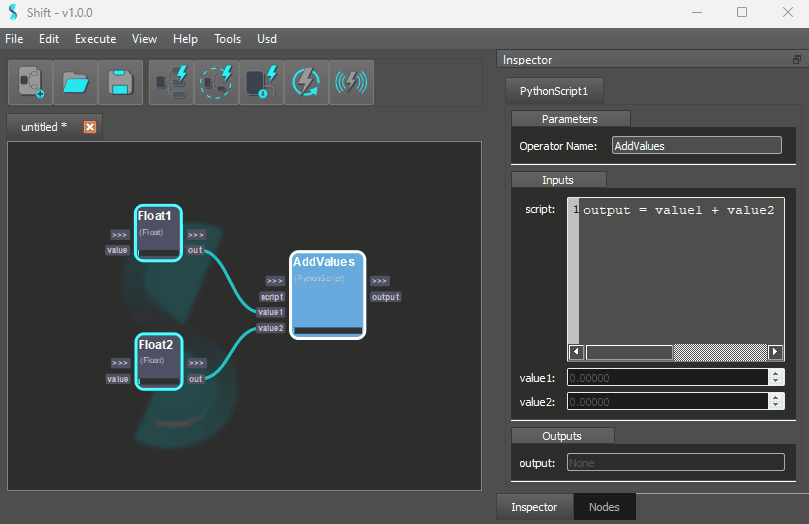 Shift - v1.0.0
File Edit Execute View Help Tools Usd
untitled *
Float1
(Float)
>>> >>>
value out
AddValues
(PythonScript)
>>> >>>
script output
value1
value2
Float2
(Float)
>>> >>>
value out
Inspector
PythonScript1
Parameters
Operator Name: AddValues
Inputs
script: 1 output = value1 + value2
value1: 0.00000
value2: 0.00000
Outputs
output: None
Inspector Nodes